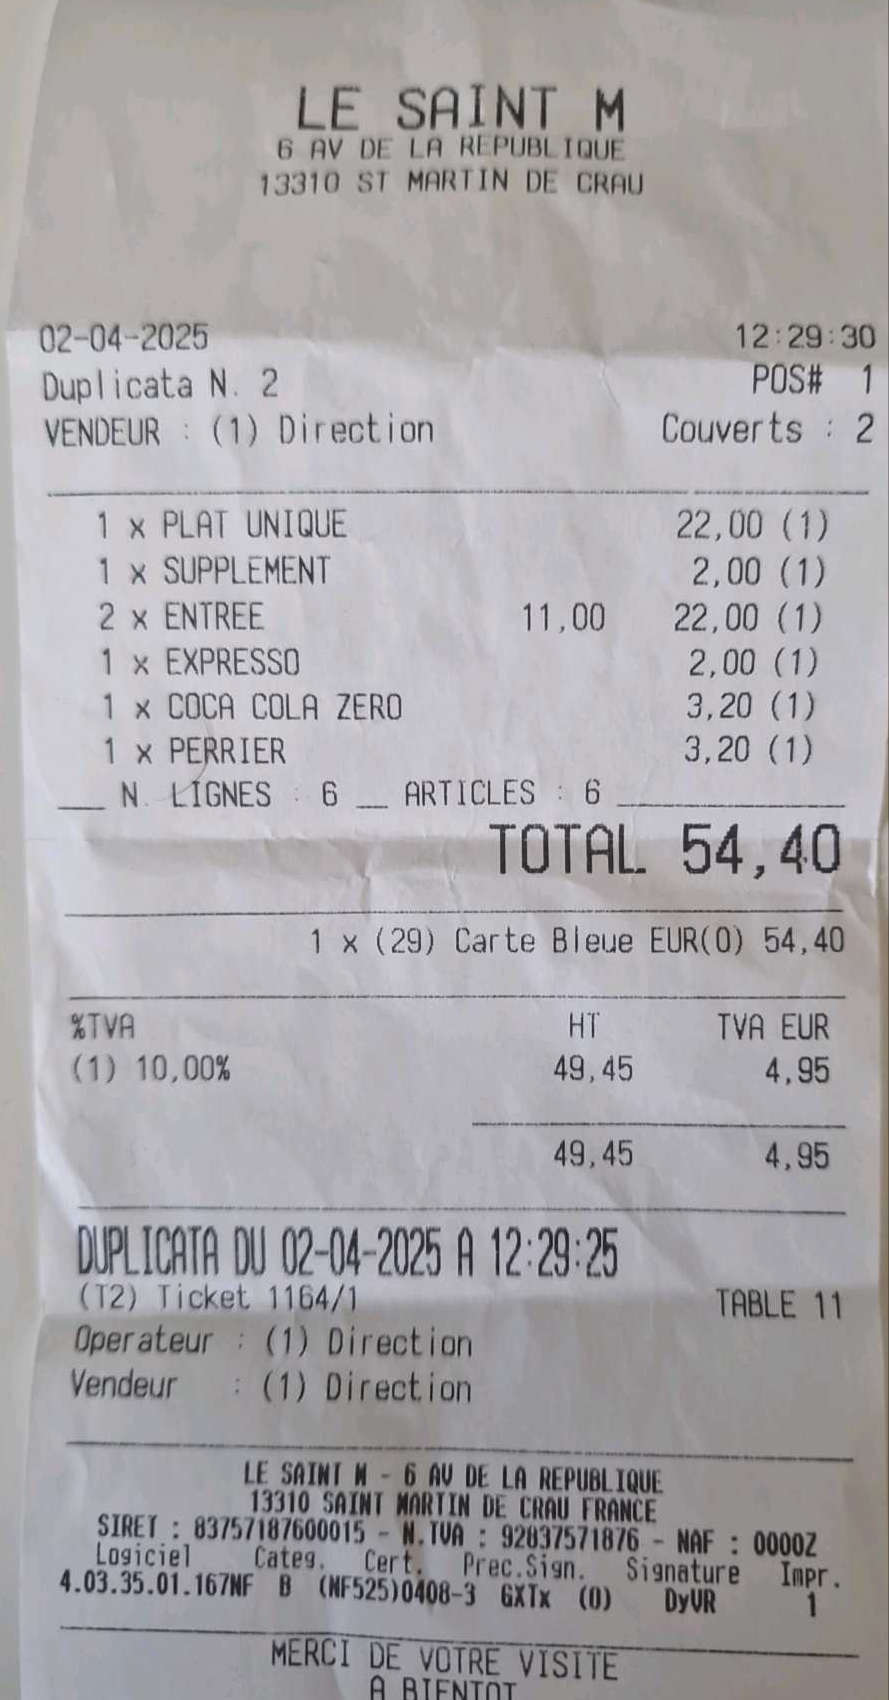 LE SAINT M
6 AV DE LA REPUBLIQUE
13310 ST MARTIN DE CRAU
02-04-2025 12:29:30
Duplicata N. 2 POS# 1
VENDEUR : (1) Direction Couverts : 2
1 x PLAT UNIQUE 22,00 (1)
1 x SUPPLEMENT 2,00 (1)
2 x ENTREE 11,00 22,00 (1)
1 x EXPRESSO 2,00 (1)
1 x COCA COLA ZERO 3,20 (1)
1 x PERRIER 3,20 (1)
N. LIGNES : 6 ARTICLES : 6
TOTAL 54,40
1 x (29) Carte Bleue EUR(0) 54,40
%TVA HT TVA EUR
(1) 10,00% 49,45 4,95
49,45 4,95
DUPLICATA DU 02-04-2025 A 12:29:25
(T2) Ticket 1164/1 TABLE 11
Operateur : (1) Direction
Vendeur : (1) Direction
LE SAINT M - 6 AV DE LA REPUBLIQUE
13310 SAINT MARTIN DE CRAU FRANCE
SIRET : 83757187600015 - N.TVA : 92837571876 - NAF : 0000Z
Logiciel Categ. Cert. Prec.Sign. Signature Impr.
4.03.35.01.167NF B (NF525)0408-3 GXTx (0) DyVR 1
MERCI DE VOTRE VISITE
A BIENTOT